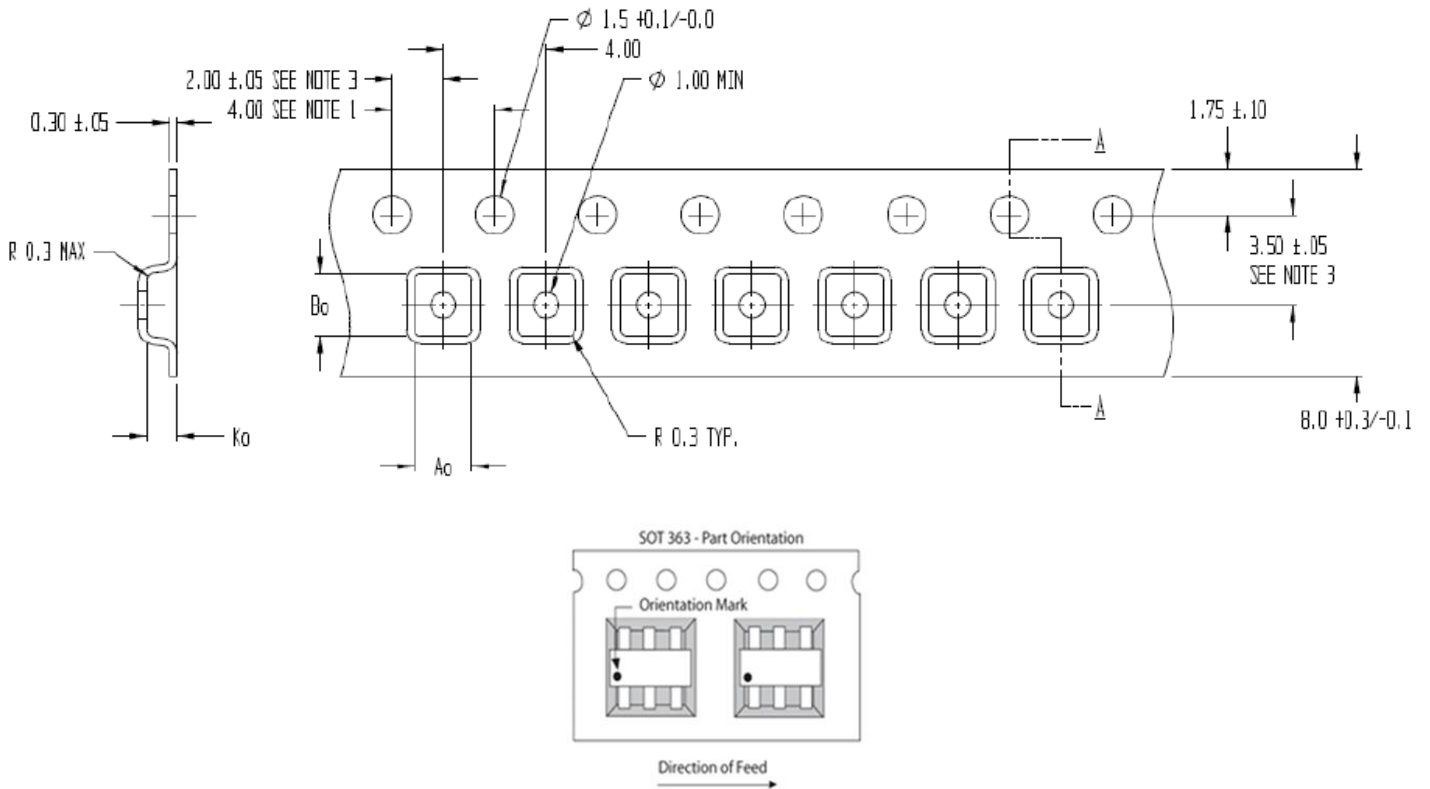 Ø 1.5 +0.1/-0.0
4.00
2.00 ±.05 SEE NOTE 3
Ø 1.00 MIN
4.00 SEE NOTE 1
0.30 ±.05
1.75 ±.10
A
R 0.3 MAX
3.50 ±.05
SEE NOTE 3
Bo
A
8.0 +0.3/-0.1
Ko
R 0.3 TYP.
Ao
SOT 363 - Part Orientation
Orientation Mark
Direction of Feed